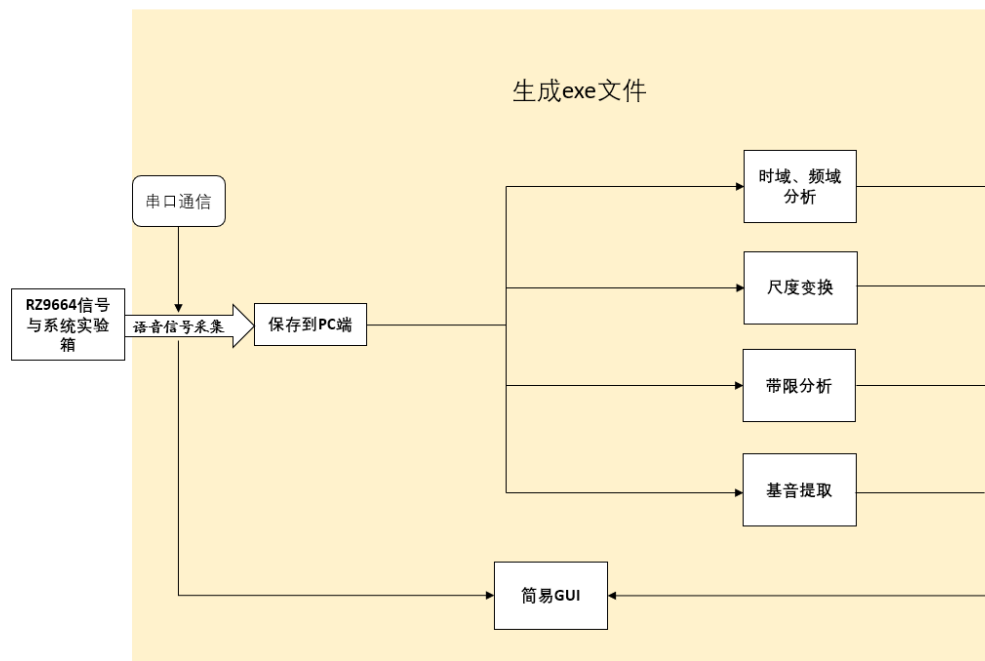 生成exe文件
时域、频域
分析
串口通信
尺度变换
RZ9664信号
与系统实验
箱
语音信号采集
保存到PC端
带限分析
基音提取
简易GUI